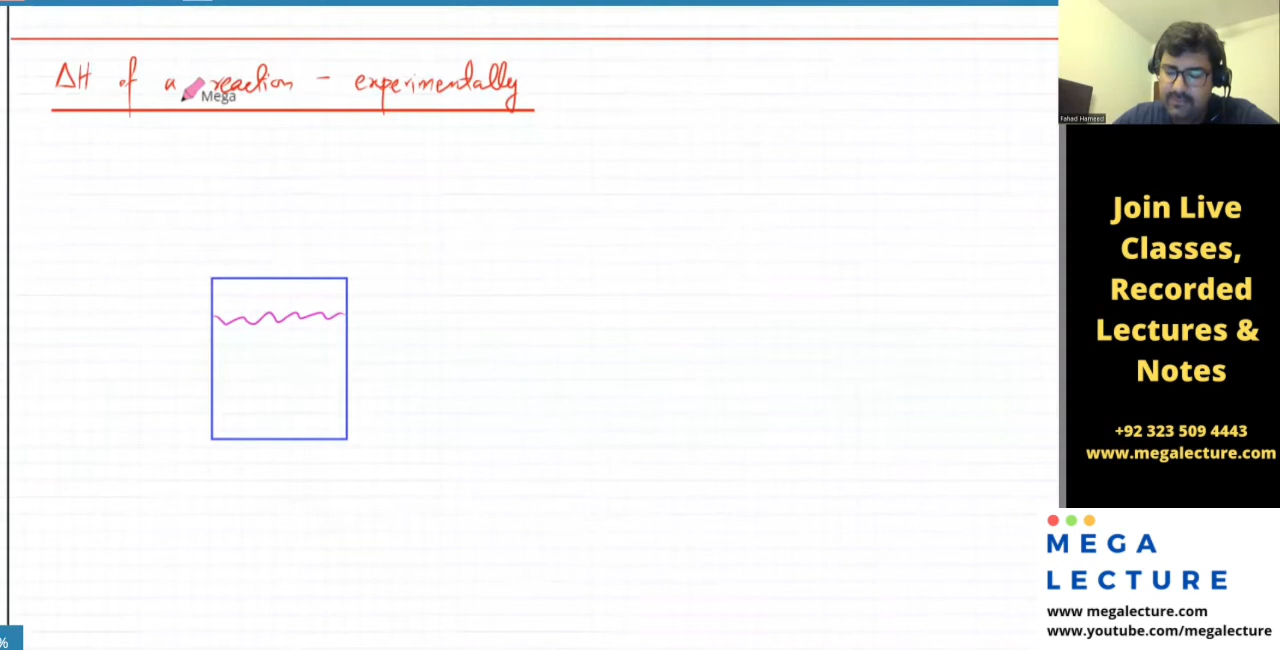 ΔH of a reaction - experimentally
Mega
Fahad Hameed
Join Live
Classes,
Recorded
Lectures &
Notes
+92 323 509 4443
www.megalecture.com
MEGA
LECTURE
www megalecture.com
www.youtube.com/megalecture
%